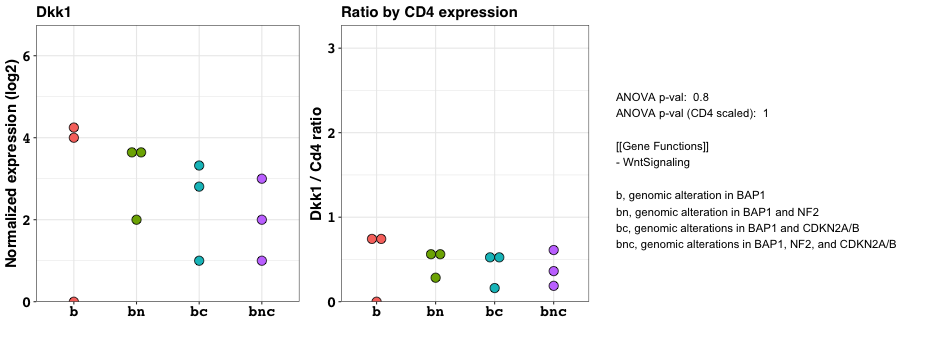 Dkk1
Normalized expression (log2)
6
4
2
0
b bn bc bnc
Ratio by CD4 expression
Dkk1 / Cd4 ratio
3
2
1
0
b bn bc bnc
ANOVA p-val: 0.8
ANOVA p-val (CD4 scaled): 1
[[Gene Functions]]
- WntSignaling
b, genomic alteration in BAP1
bn, genomic alteration in BAP1 and NF2
bc, genomic alterations in BAP1 and CDKN2A/B
bnc, genomic alterations in BAP1, NF2, and CDKN2A/B